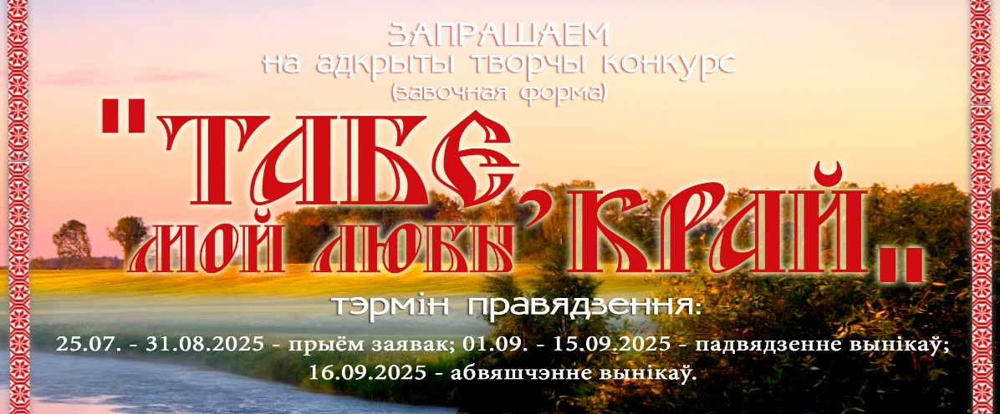 ЗАПРАШАЕМ
на адкрыты творчы конкурс
(завочная форма)
"ТАБЕ,
МОЙ ЛЮБЫ КРАЙ"
тэрмін правядзення:
25.07. - 31.08.2025 - прыём заявак; 01.09. - 15.09.2025 - падвядзенне вынікаў;
16.09.2025 - абвяшчэнне вынікаў.